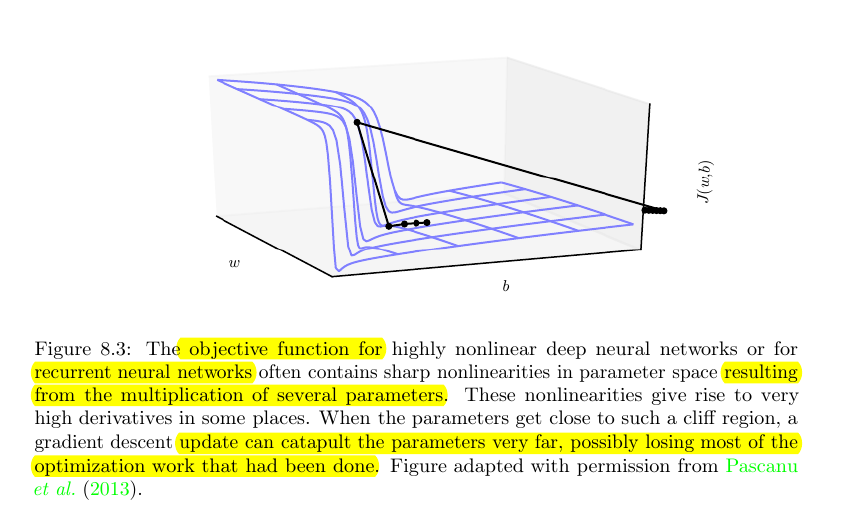 J(w,b)
w
b
Figure 8.3: The objective function for highly nonlinear deep neural networks or for
recurrent neural networks often contains sharp nonlinearities in parameter space resulting
from the multiplication of several parameters. These nonlinearities give rise to very
high derivatives in some places. When the parameters get close to such a cliff region, a
gradient descent update can catapult the parameters very far, possibly losing most of the
optimization work that had been done. Figure adapted with permission from Pascanu
et al. (2013).